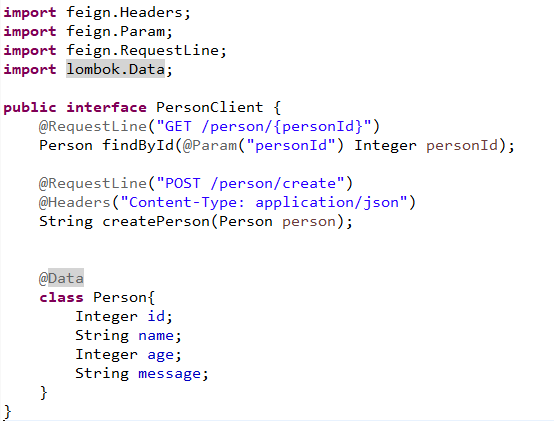 import feign.Headers;
import feign.Param;
import feign.RequestLine;
import lombok.Data;
public interface PersonClient {
@RequestLine("GET /person/{personId}")
Person findById(@Param("personId") Integer personId);
@RequestLine("POST /person/create")
@Headers("Content-Type: application/json")
String createPerson(Person person);
@Data
class Person{
Integer id;
String name;
Integer age;
String message;
}
}